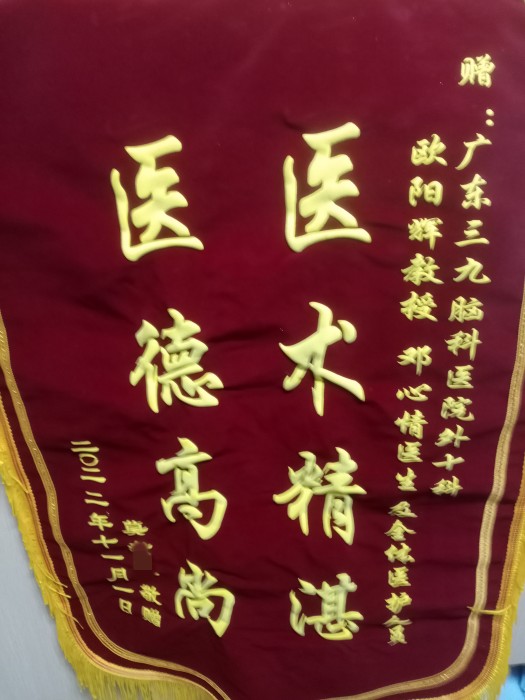 赠：广东三九脑科医院外十科
欧阳辉教授 邓心情医生及全体医护人员
医术精湛
医德高尚
敬赠
二〇二二年十一月一日